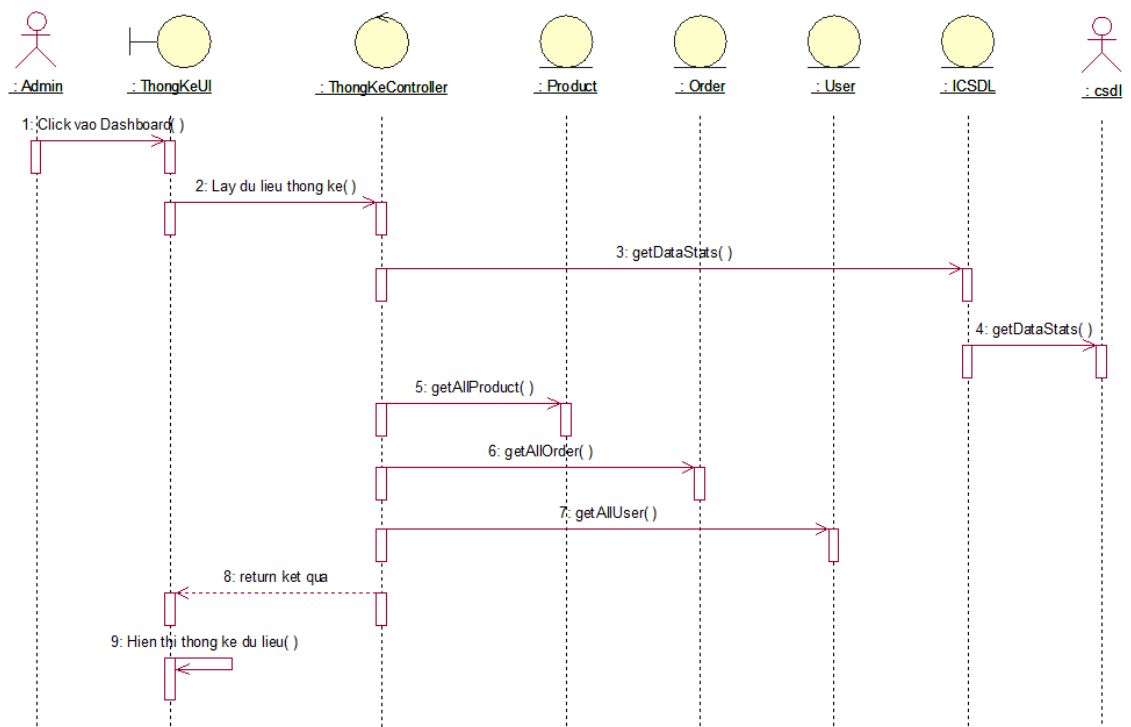 : Admin
: ThongKeUI
: ThongKeController
: Product
: Order
: User
: ICSDL
: csdl
1: Click vao Dashboard( )
2: Lay du lieu thong ke( )
3: getDataStats( )
4: getDataStats( )
5: getAllProduct( )
6: getAllOrder( )
7: getAllUser( )
8: return ket qua
9: Hien thi thong ke du lieu( )